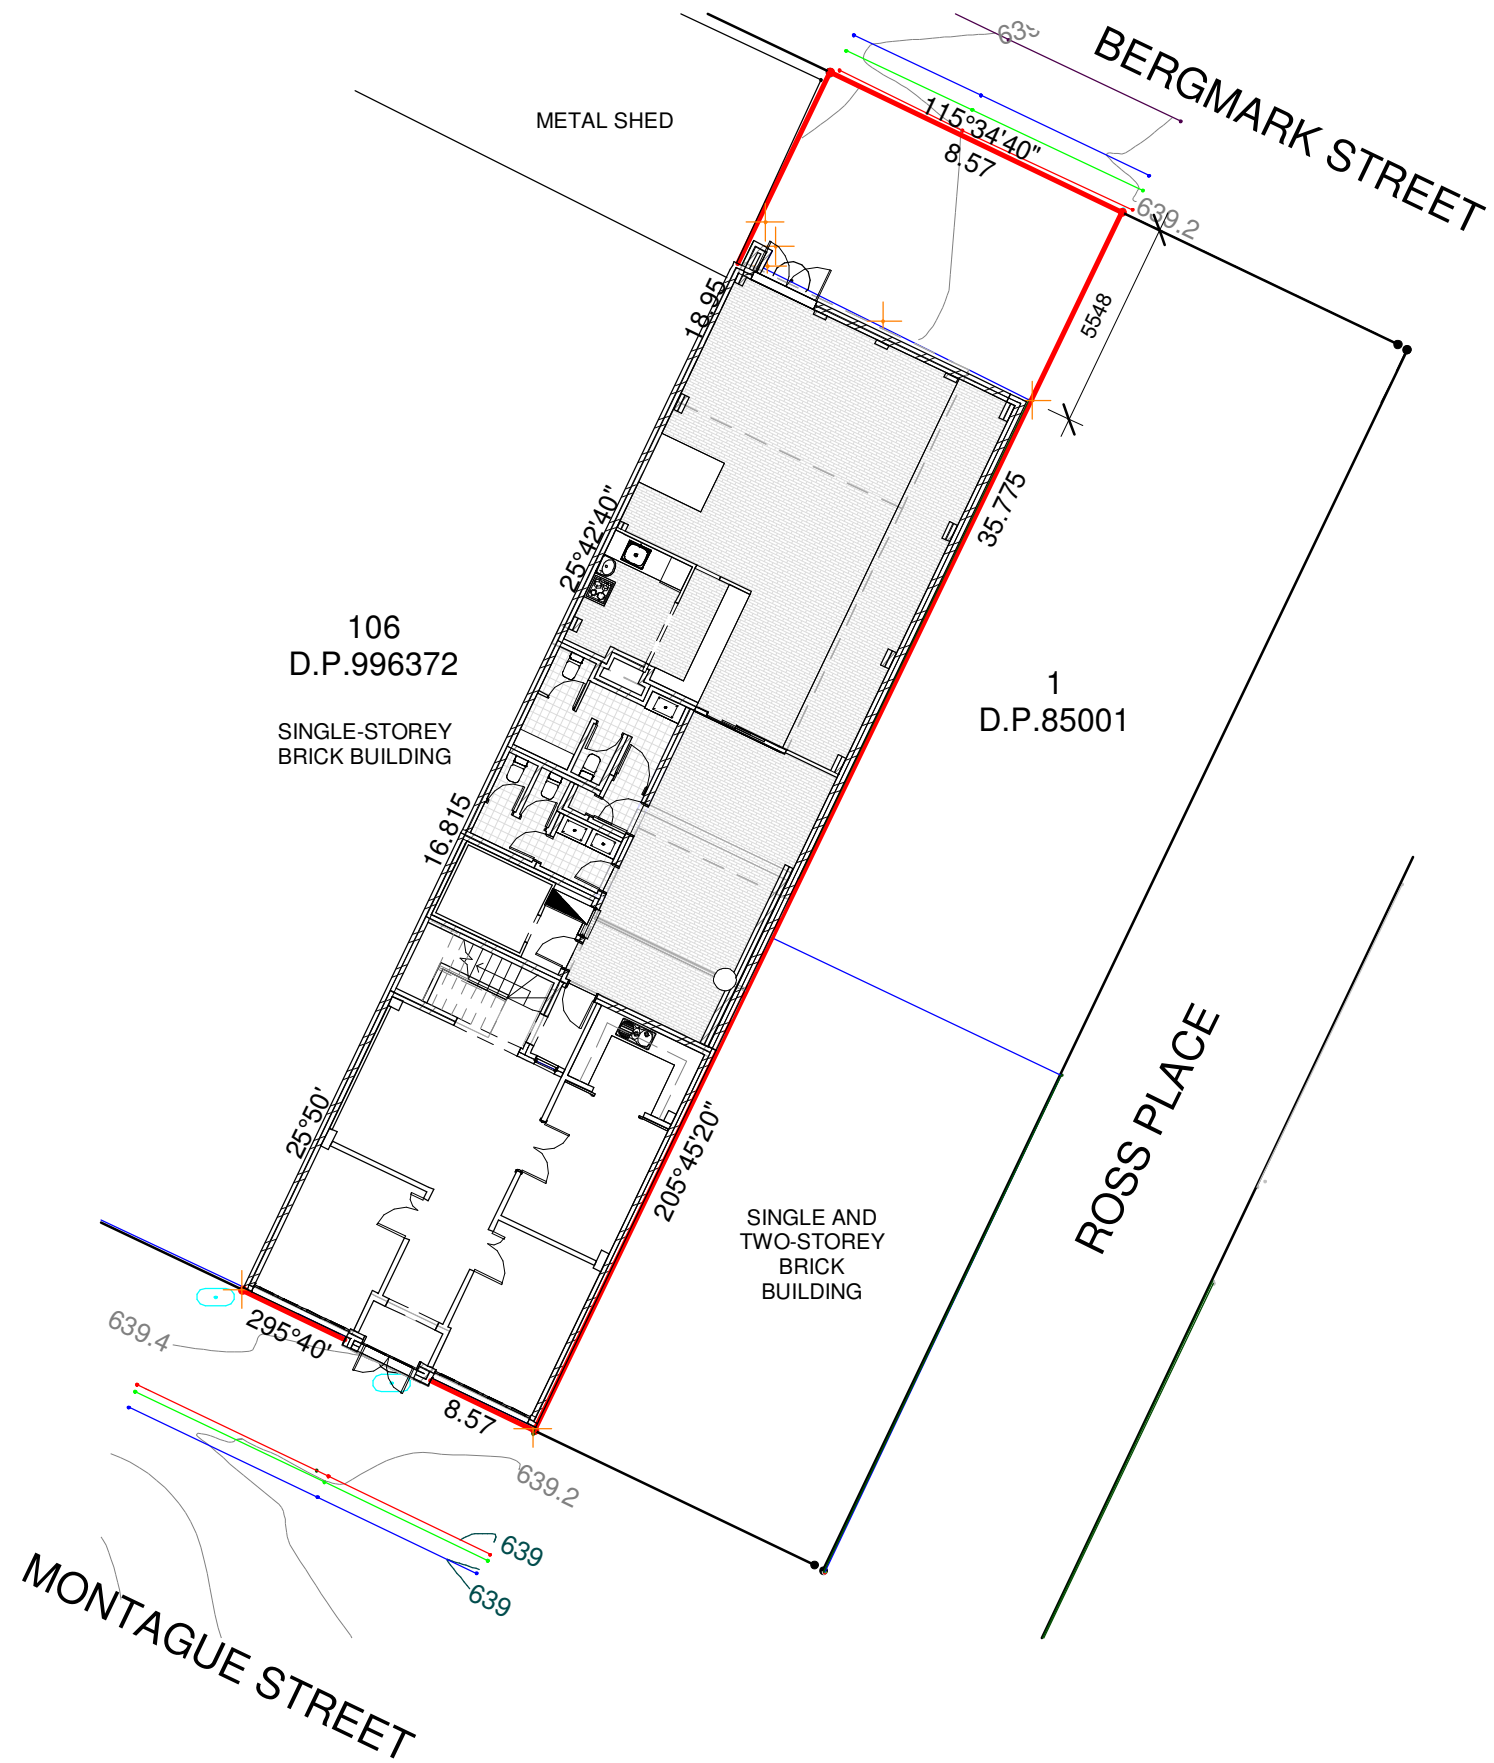 BERGMARK STREET
METAL SHED
115°34'40"
8.57
639.2
5548
18.95
35.775
25°42'40"
106
D.P.996372
1
D.P.85001
SINGLE-STOREY
BRICK BUILDING
16.815
ROSS PLACE
25°50'
205°45'20"
SINGLE AND
TWO-STOREY
BRICK
BUILDING
639.4
295°40'
8.57
639.2
639
639
MONTAGUE STREET